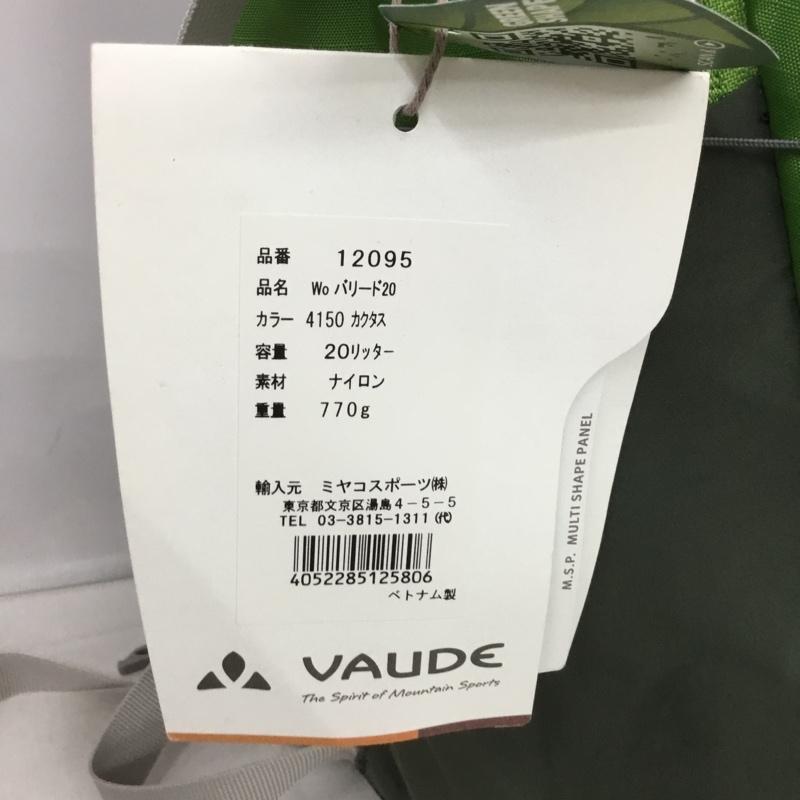 品番 12095
品名 Wo バリード20
カラー 4150 カクタス
容量 20リッター
素材 ナイロン
重量 770g
輸入元 ミヤコスポーツ㈱
東京都文京区湯島4-5-5
TEL 03-3815-1311 (代)
4052285125806
ベトナム製
VAUDE
The Spirit of Mountain Sports
M.S.P. MULTI SHAPE PANEL